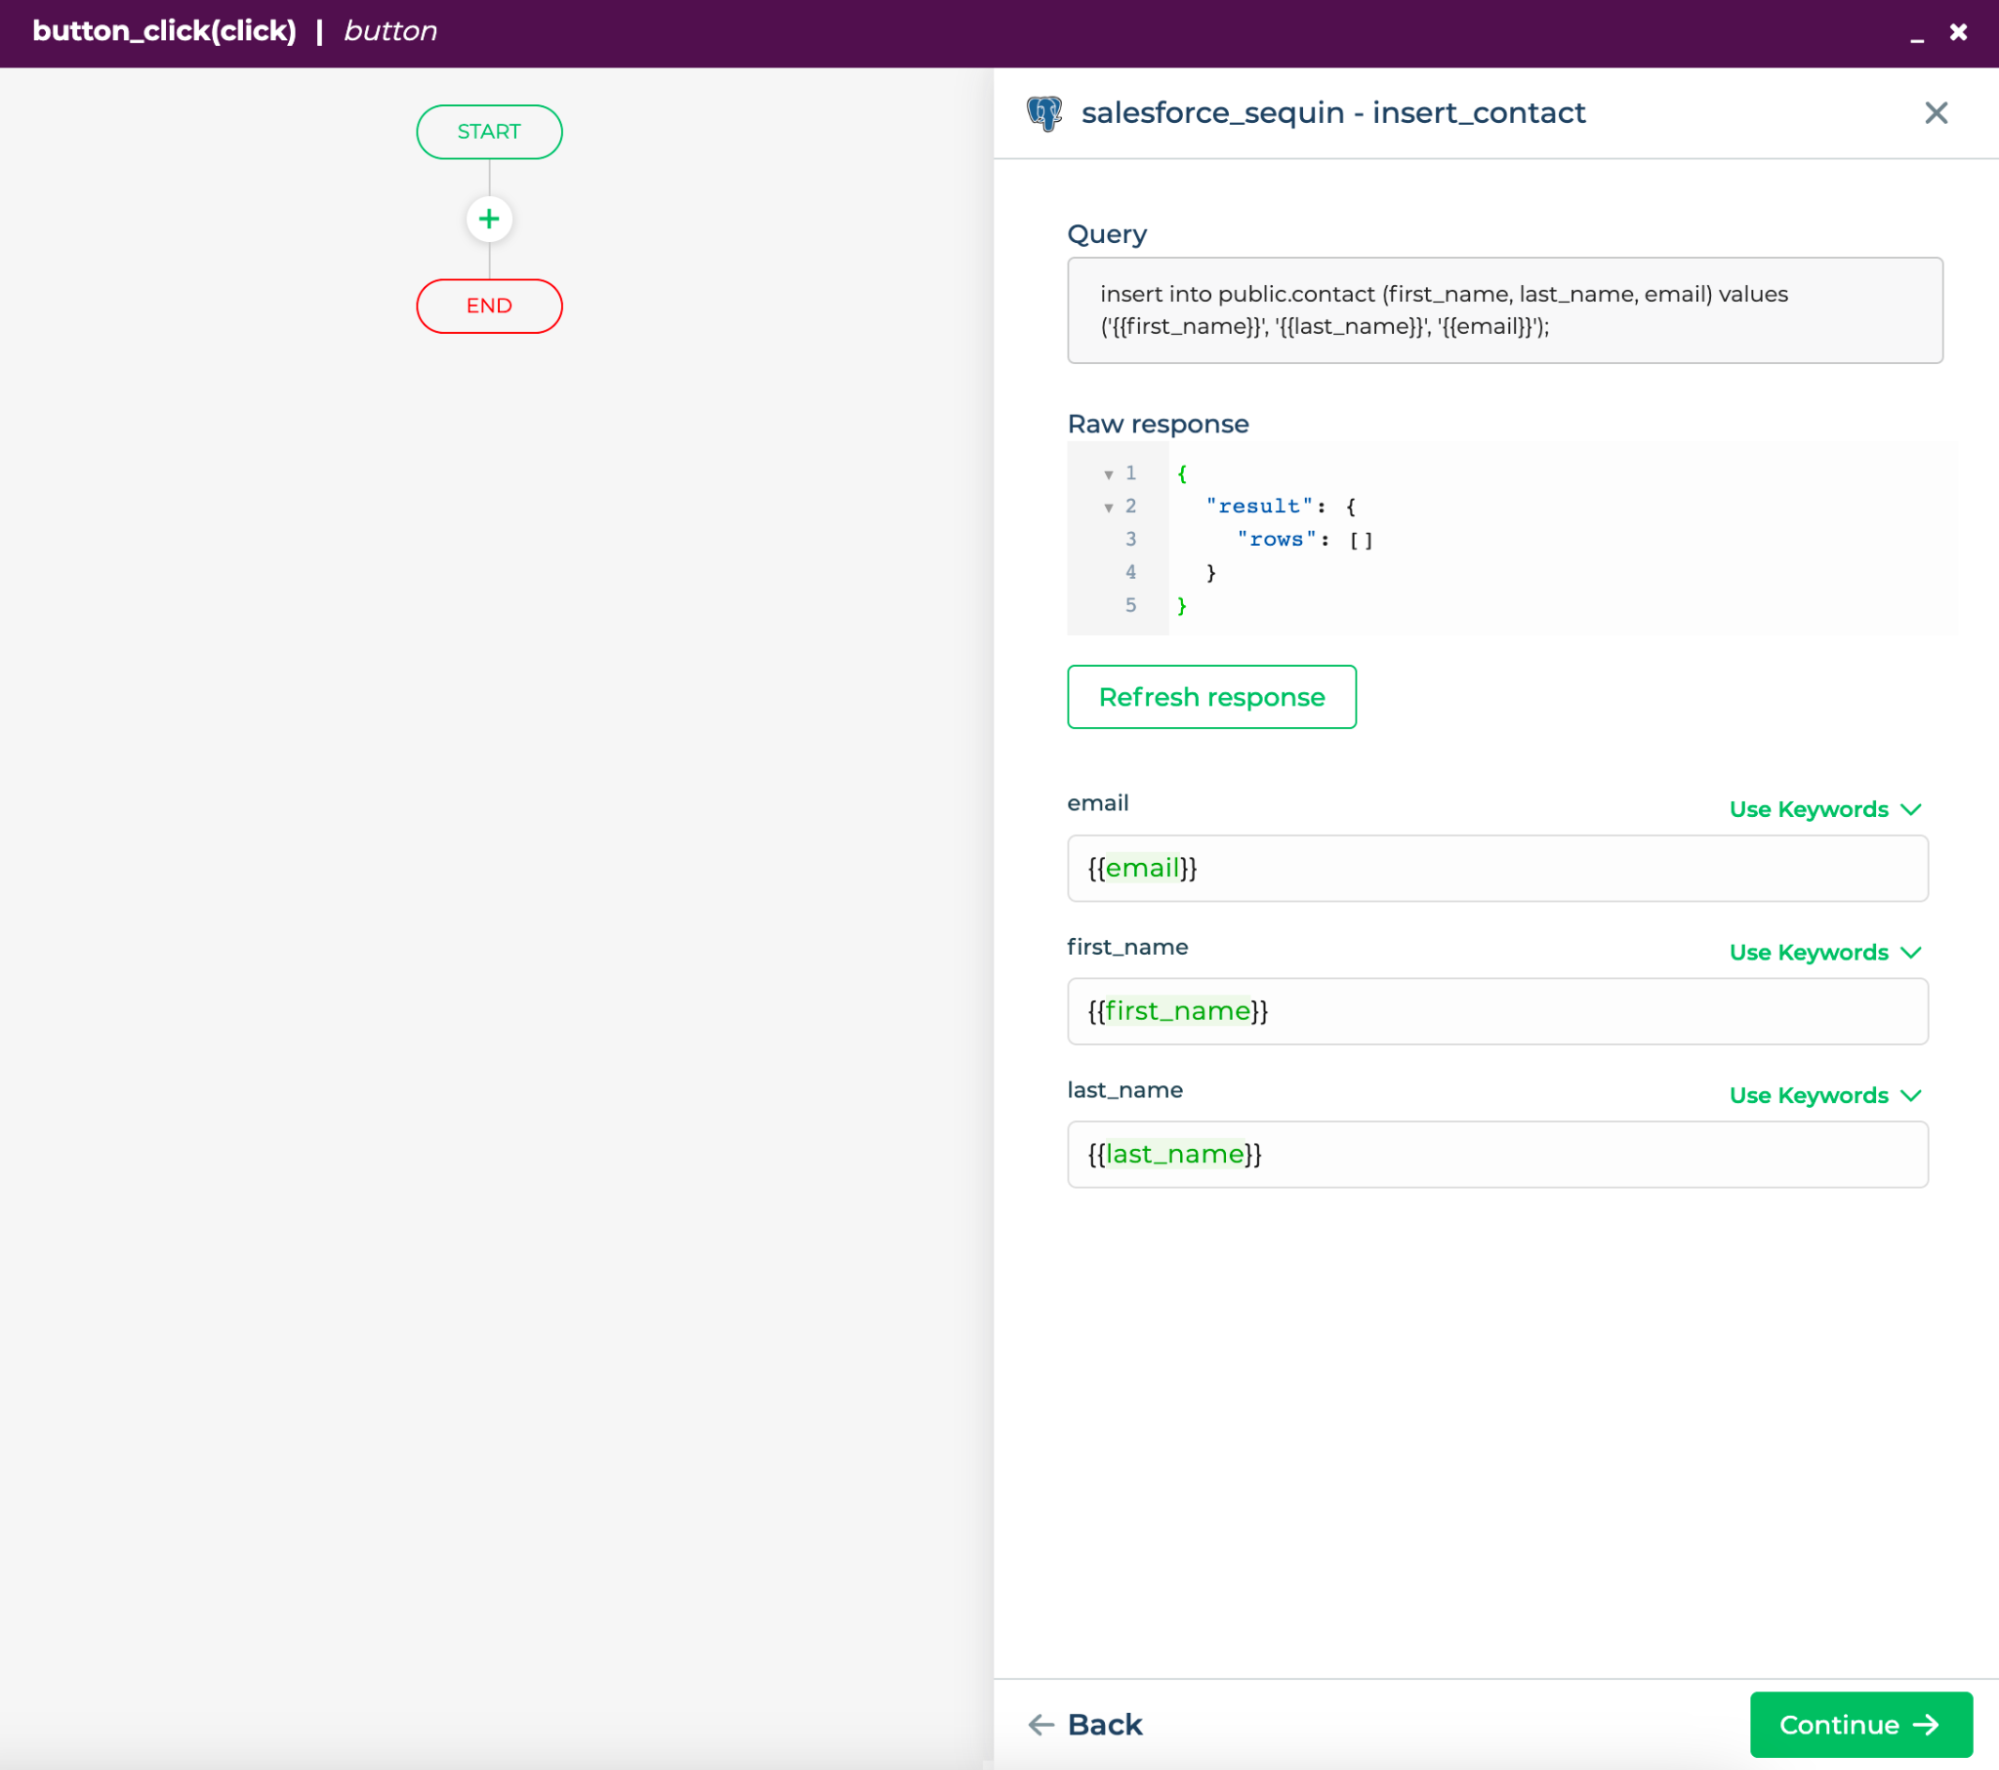 button_click(click) | button
START
END
salesforce_sequin - insert_contact
Query
insert into public.contact (first_name, last_name, email) values
('{{first_name}}', '{{last_name}}', '{{email}}');
Raw response
1 {
2 "result": {
3 "rows": []
4 }
5 }
Refresh response
email
Use Keywords
{{email}}
first_name
Use Keywords
{{first_name}}
last_name
Use Keywords
{{last_name}}
Back
Continue